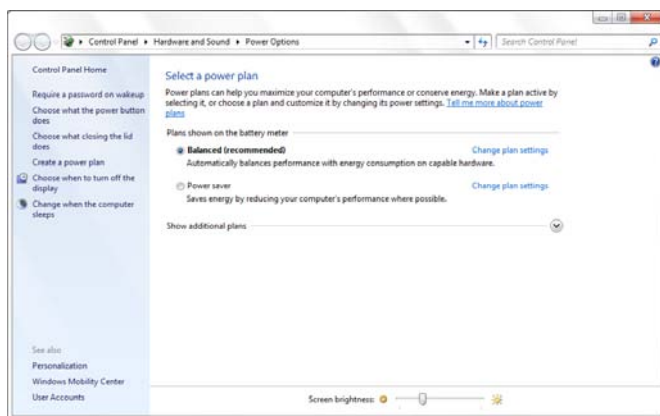 Control Panel ▸ Hardware and Sound ▸ Power Options
Search Control Panel
Control Panel Home
Require a password on wakeup
Choose what the power button
does
Choose what closing the lid
does
Create a power plan
Choose when to turn off the
display
Change when the computer
sleeps
See also
Personalization
Windows Mobility Center
User Accounts
Select a power plan
Power plans can help you maximize your computer's performance or conserve energy. Make a plan active by
selecting it, or choose a plan and customize it by changing its power settings. Tell me more about power
plans
Plans shown on the battery meter
Balanced (recommended) Change plan settings
Automatically balances performance with energy consumption on capable hardware.
Power saver Change plan settings
Saves energy by reducing your computer's performance where possible.
Show additional plans
Screen brightness: